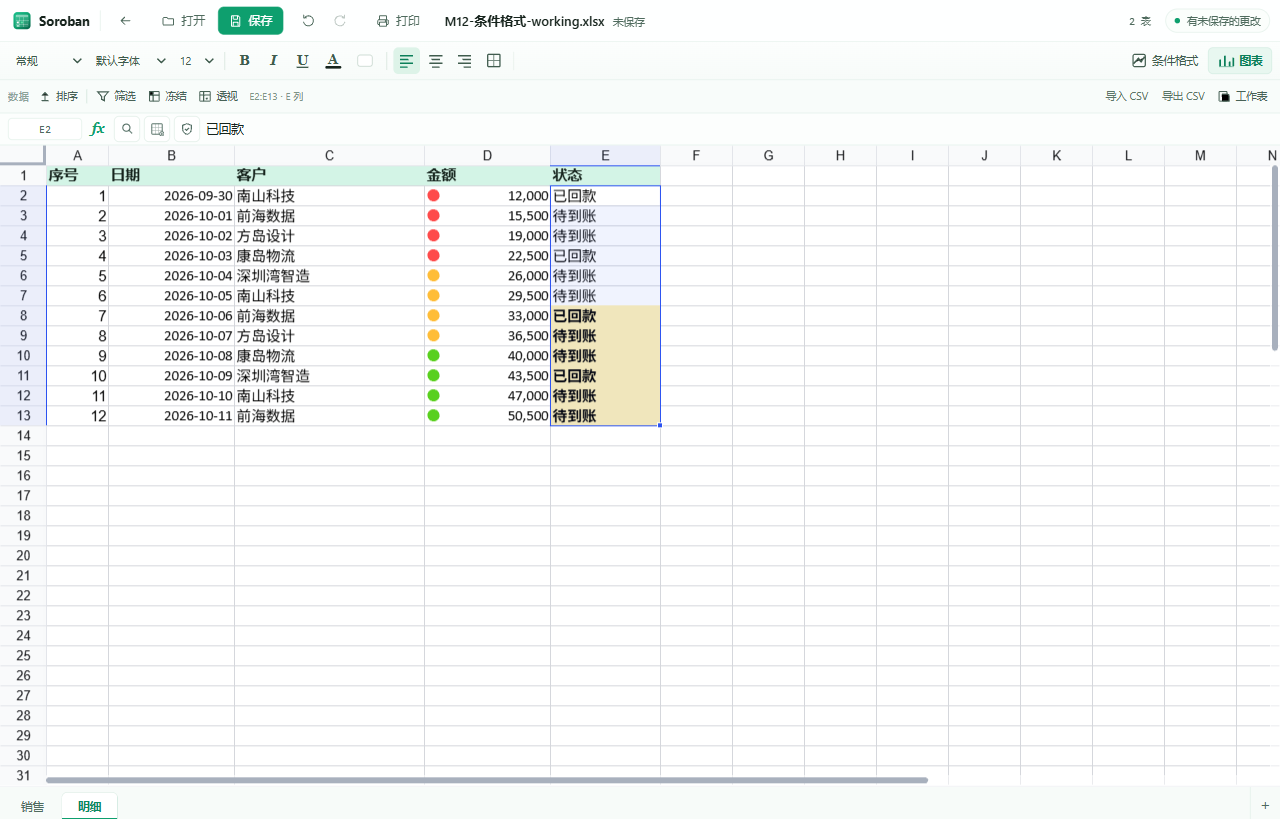 Soroban 打开 保存 打印 M12-条件格式-working.xlsx 未保存 2 表 有未保存的更改
常规 默认字体 12 B I U A 条件格式 图表
数据 排序 筛选 冻结 透视 E2:E13 · E 列 导入 CSV 导出 CSV 工作表
E2 fx 已回款
A B C D E F G H I J K L M N
1 序号 日期 客户 金额 状态
2 1 2026-09-30 南山科技 12,000 已回款
3 2 2026-10-01 前海数据 15,500 待到账
4 3 2026-10-02 方岛设计 19,000 待到账
5 4 2026-10-03 康岛物流 22,500 已回款
6 5 2026-10-04 深圳湾智造 26,000 待到账
7 6 2026-10-05 南山科技 29,500 待到账
8 7 2026-10-06 前海数据 33,000 已回款
9 8 2026-10-07 方岛设计 36,500 待到账
10 9 2026-10-08 康岛物流 40,000 待到账
11 10 2026-10-09 深圳湾智造 43,500 已回款
12 11 2026-10-10 南山科技 47,000 待到账
13 12 2026-10-11 前海数据 50,500 待到账
14
15
16
17
18
19
20
21
22
23
24
25
26
27
28
29
30
31
销售 明细 +